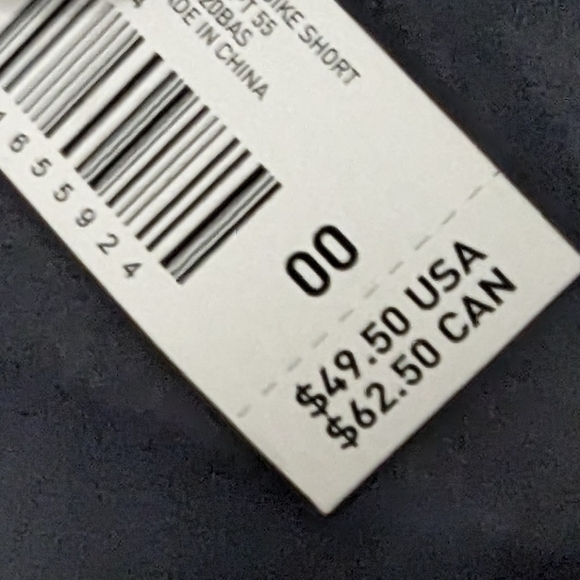 BIKE SHORT
55
20BAS
MADE IN CHINA
655924
00
$49.50 USA
$62.50 CAN